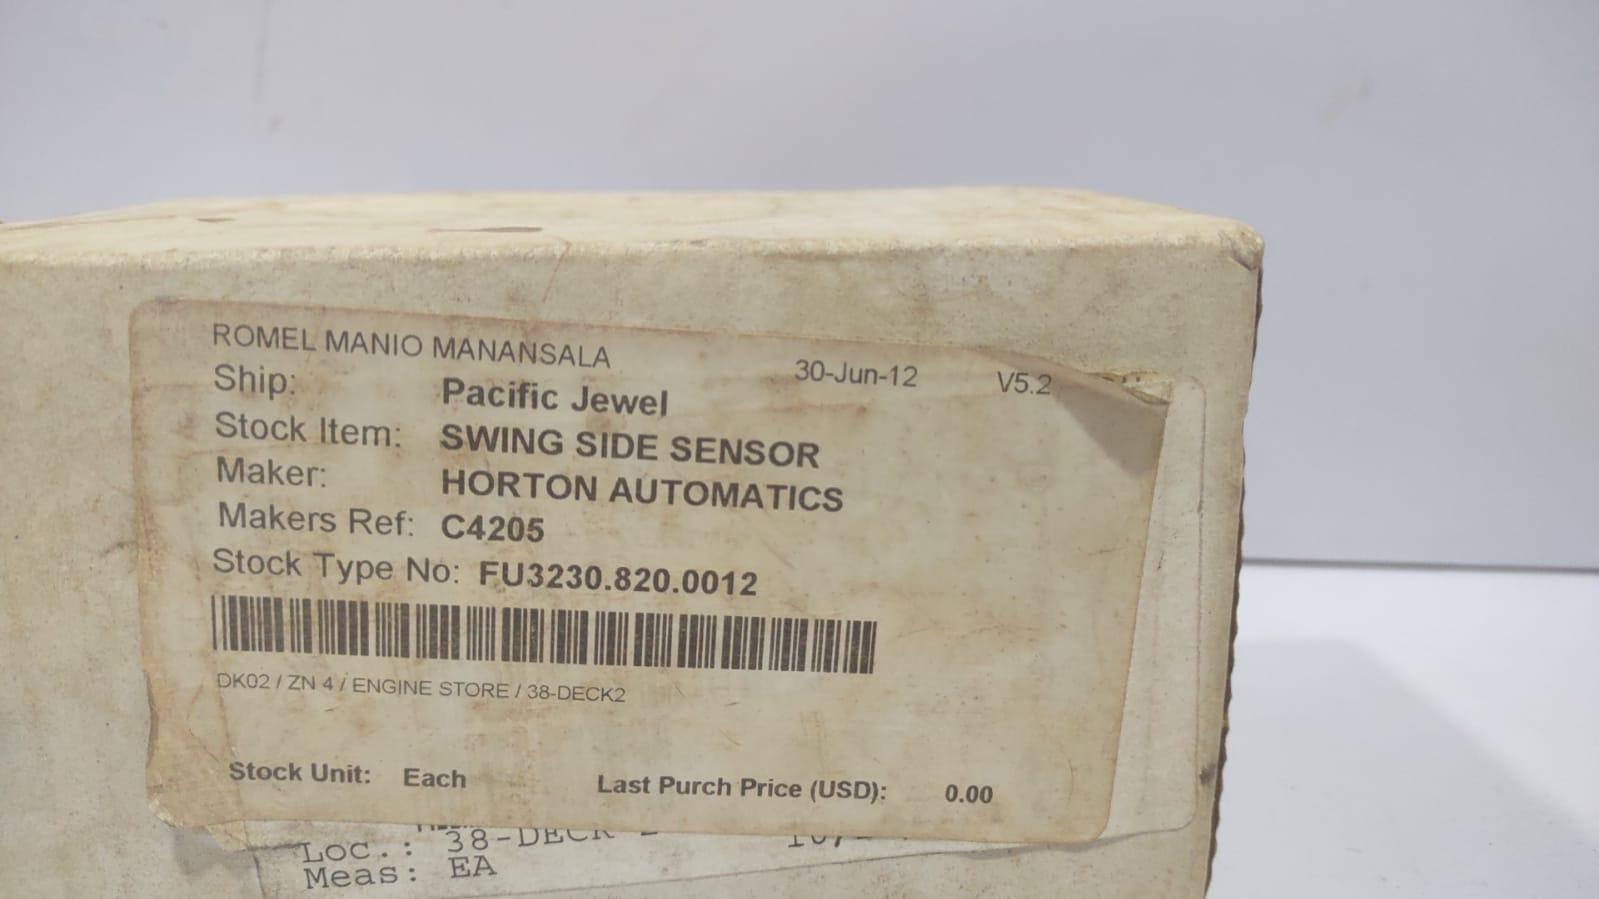 ROMEL MANIO MANANSALA 30-Jun-12 V5.2
Ship: Pacific Jewel
Stock Item: SWING SIDE SENSOR
Maker: HORTON AUTOMATICS
Makers Ref: C4205
Stock Type No: FU3230.820.0012
DK02 / ZN 4 / ENGINE STORE / 38-DECK2
Stock Unit: Each Last Purch Price (USD): 0.00
Loc.: 38-DECK
Meas: EA